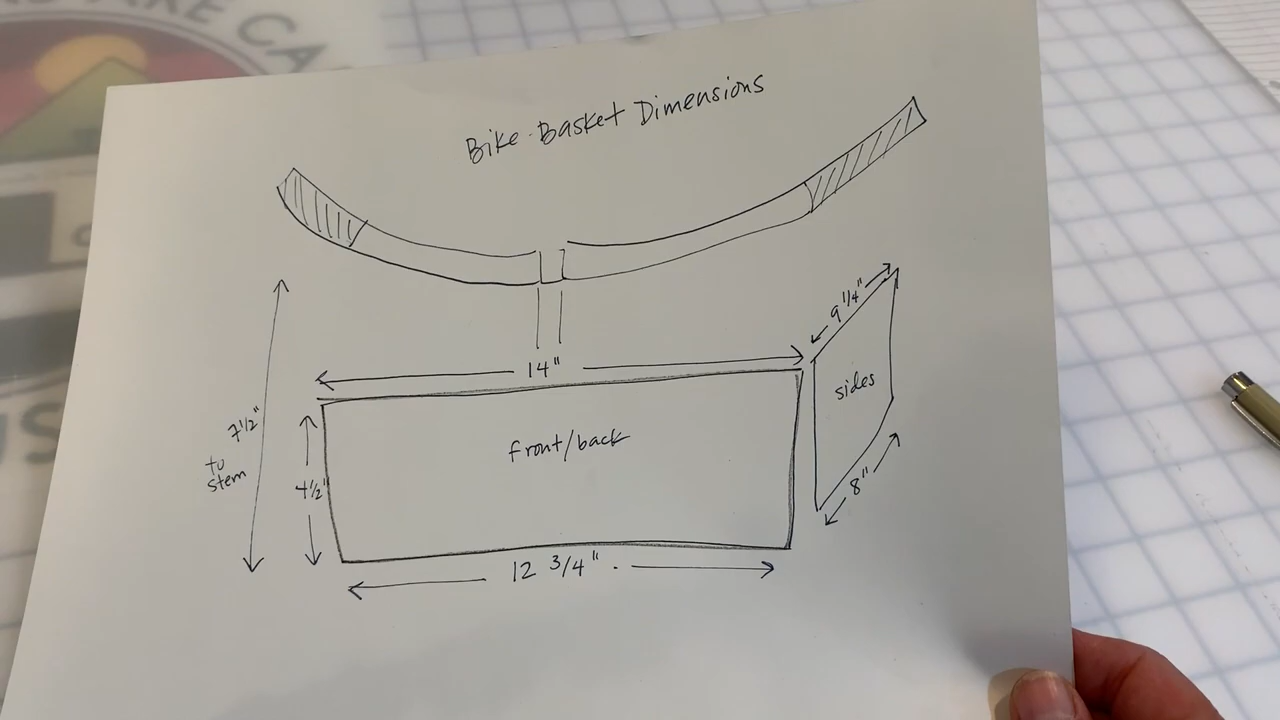 Bike Basket Dimensions
14"
9 1/4"
7 1/2"
to
stem
4 1/2"
front/back
sides
8"
12 3/4"